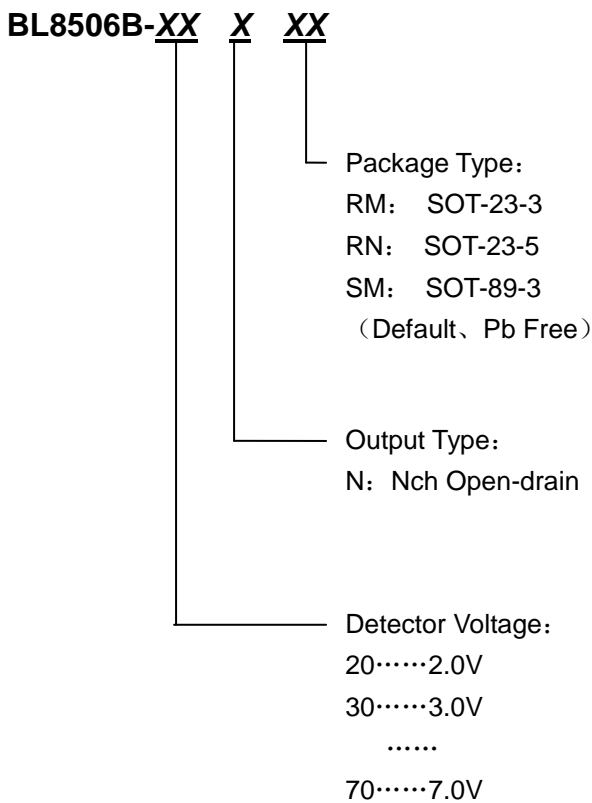 BL8506B-XX X XX
Package Type：
RM： SOT-23-3
RN： SOT-23-5
SM： SOT-89-3
（Default、Pb Free）
Output Type：
N：Nch Open-drain
Detector Voltage：
20……2.0V
30……3.0V
……
70……7.0V